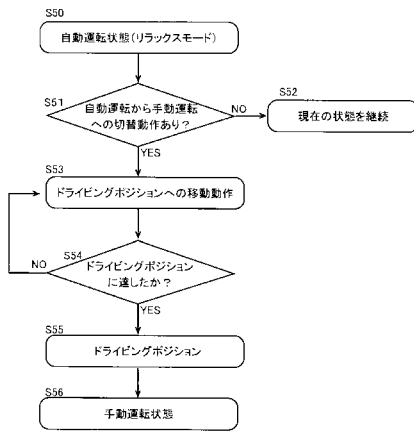 S50
自動運転状態(リラックスモード)
S51
自動運転から手動運転
への切替動作あり?
NO
S52
現在の状態を継続
YES
S53
ドライビングポジションへの移動動作
S54
NO
ドライビングポジション
に達したか?
YES
S55
ドライビングポジション
S56
手動運転状態